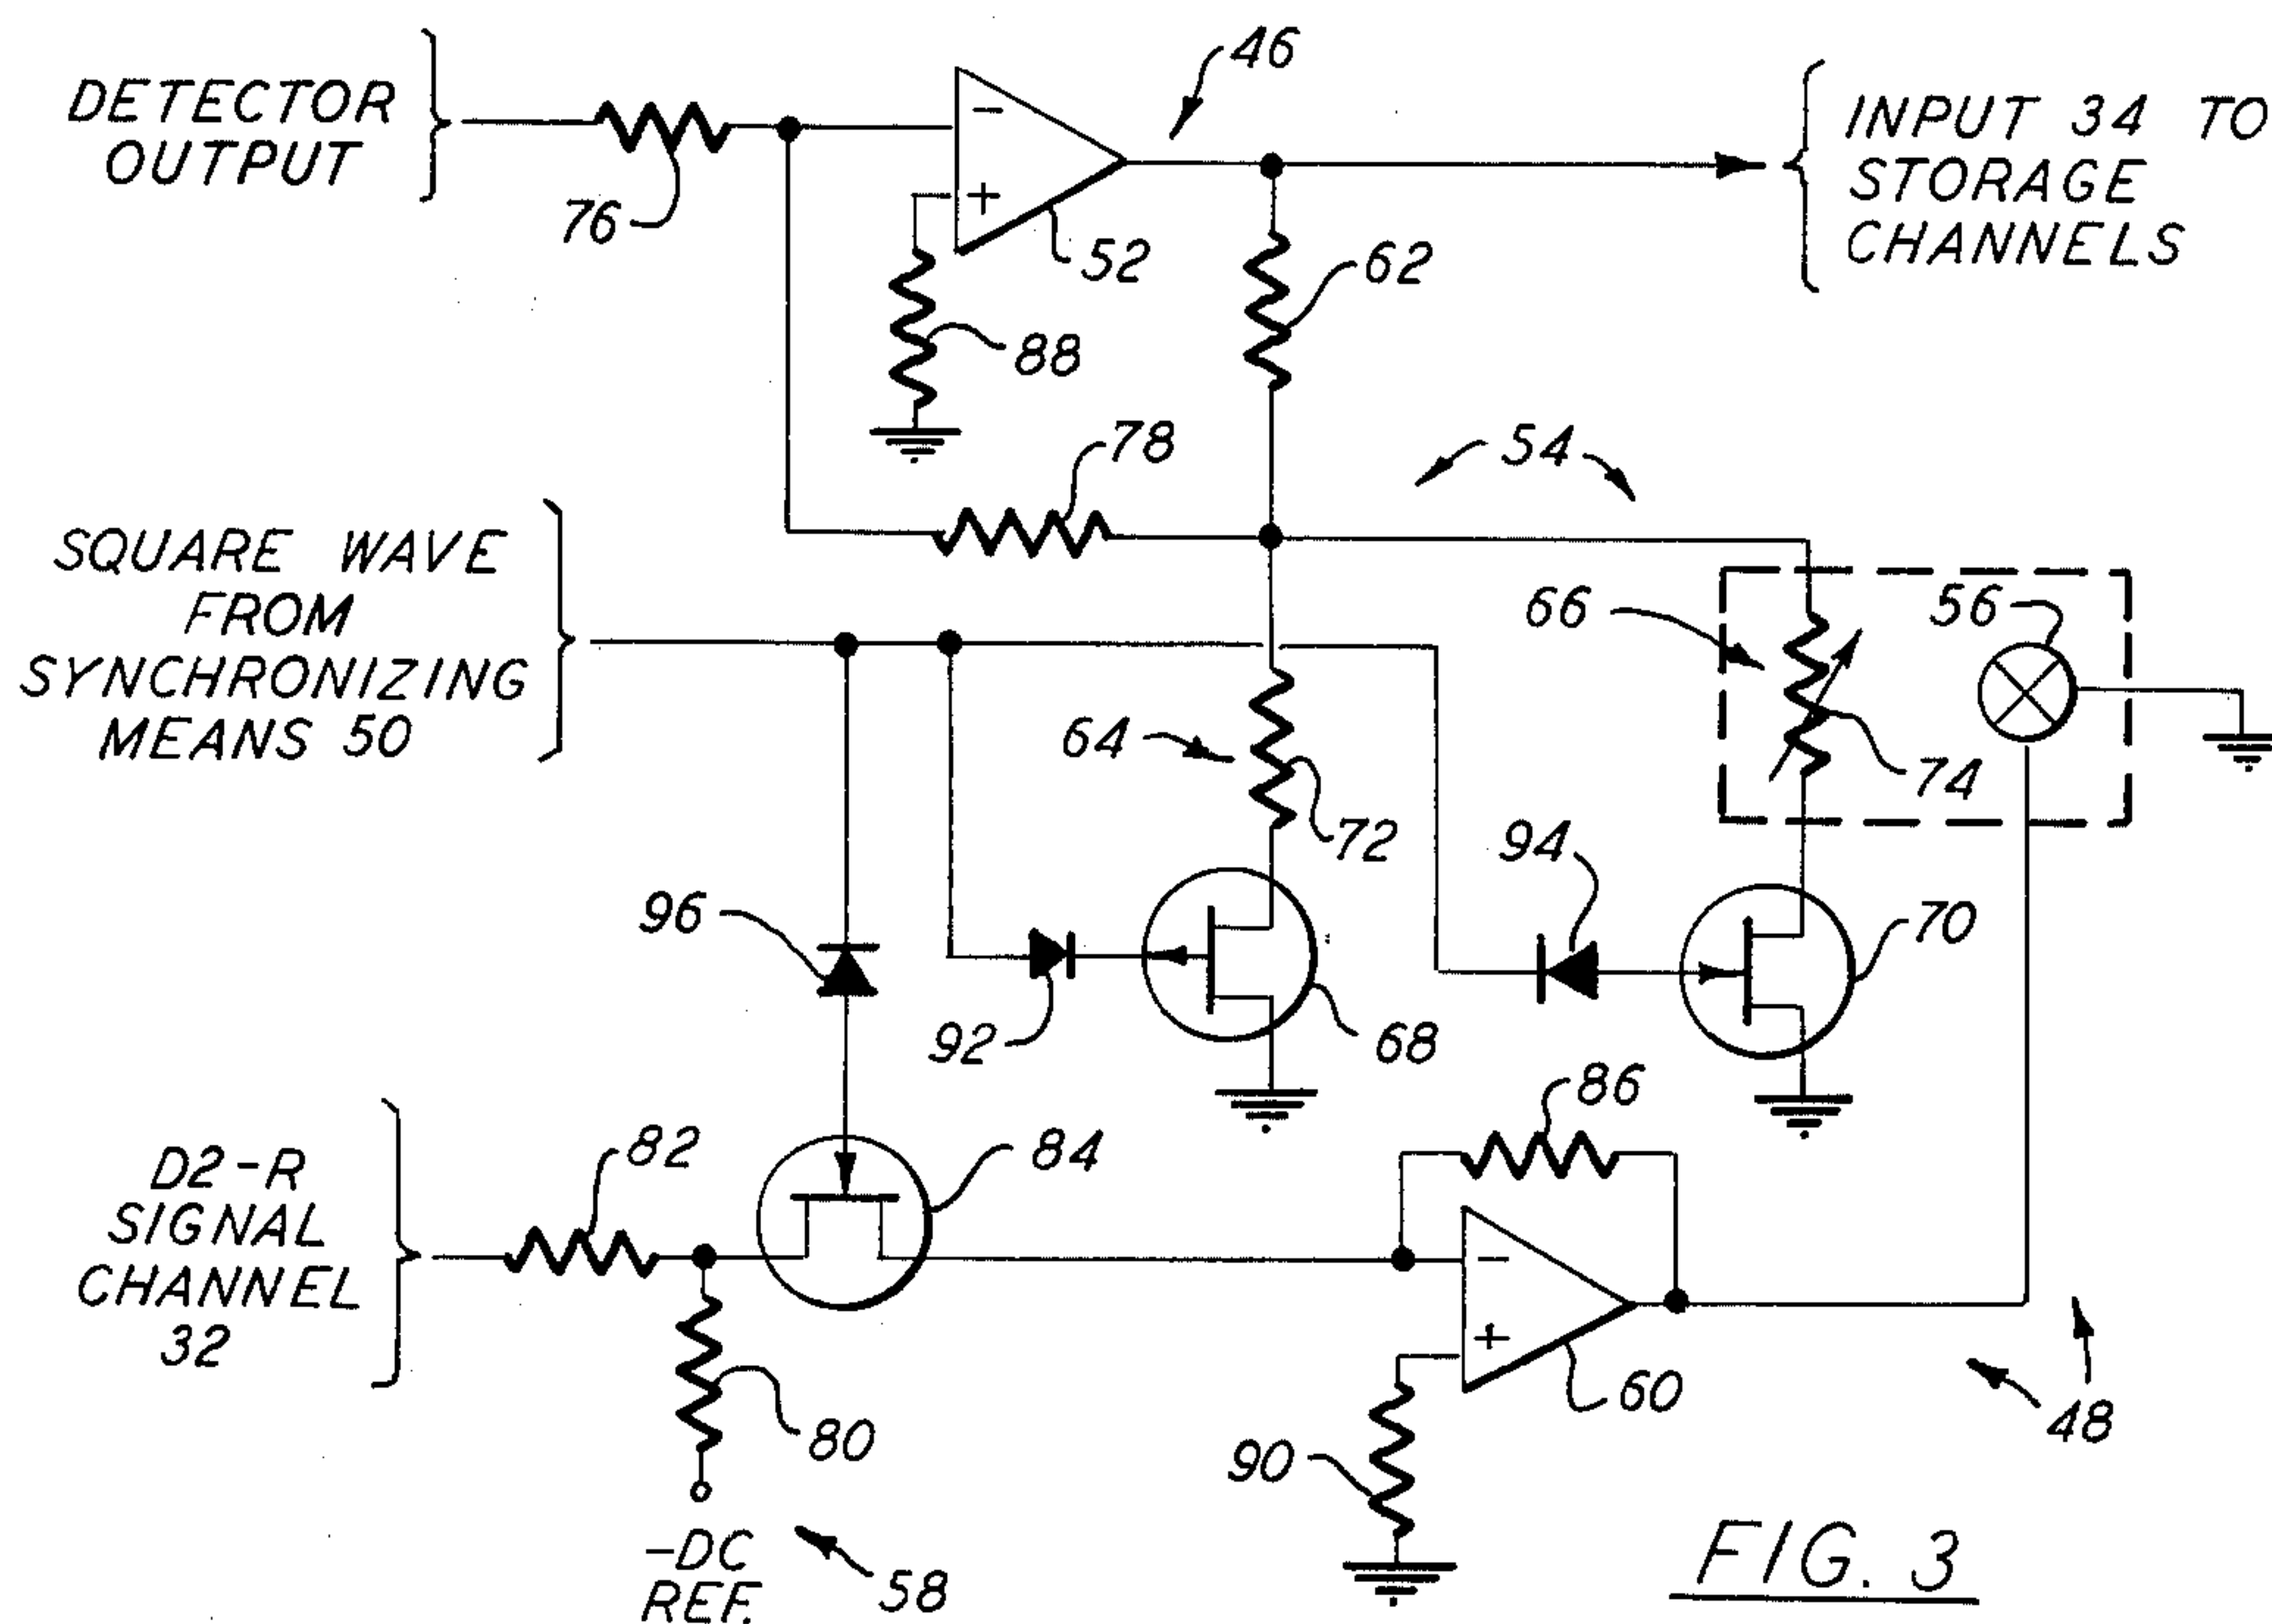 DETECTOR
OUTPUT
76
46
-
+
52
88
62
INPUT 34 TO
STORAGE
CHANNELS
78
54
SQUARE WAVE
FROM
SYNCHRONIZING
MEANS 50
66
56
64
72
74
96
92
68
94
70
D2-R
SIGNAL
CHANNEL
32
82
84
86
-
+
60
80
-DC
REF.
58
90
48
FIG. 3